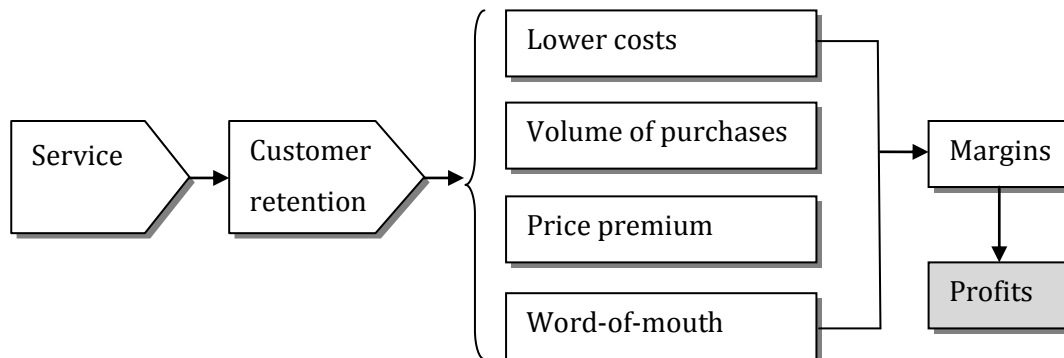 Service
Customer
retention
Lower costs
Volume of purchases
Price premium
Word-of-mouth
Margins
Profits